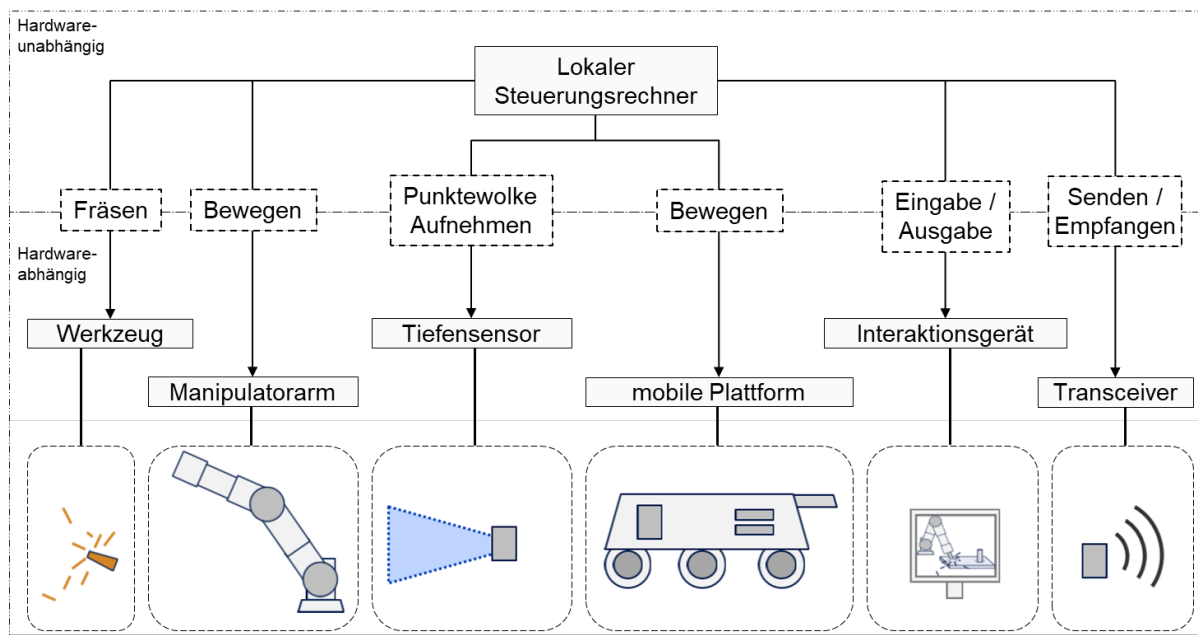 Hardware-
unabhängig
Lokaler
Steuerungsrechner
Fräsen
Bewegen
Punktewolke
Aufnehmen
Bewegen
Eingabe /
Ausgabe
Senden /
Empfangen
Hardware-
abhängig
Werkzeug
Tiefensensor
Interaktionsgerät
Manipulatorarm
mobile Plattform
Transceiver